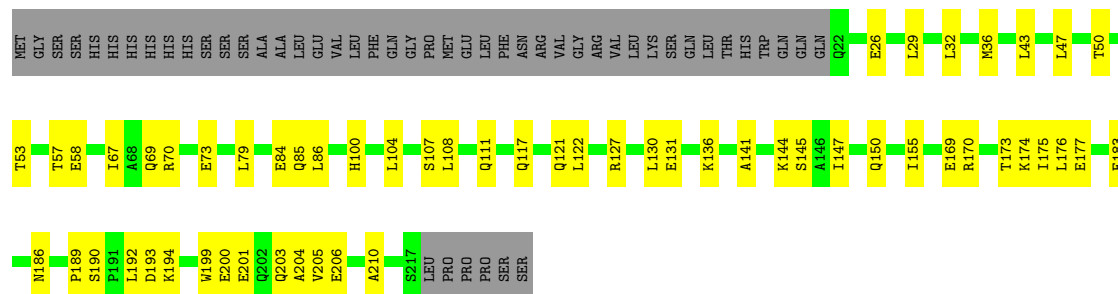 MET GLY SER SER HIS HIS HIS HIS HIS HIS SER SER SER ALA ALA LEU GLU VAL LEU PHE GLN GLY PRO MET GLU LEU PHE ASN ARG VAL GLY ARG VAL LEU LYS SER GLN LEU THR HIS TRP GLN GLN GLN Q22 E26 L29 L32 M36 L43 L47 T50
T53 T57 E58 I67 A68 Q69 R70 E73 L79 E84 Q85 L86 H100 L104 S107 L108 Q111 Q117 Q121 L122 R127 L130 E131 K136 A141 K144 S145 A146 I147 Q150 I155 E169 R170 T173 K174 I175 L176 E177
N186 P189 S190 P191 L192 D193 K194 W199 E200 E201 Q202 Q203 A204 V205 E206 A210 S217 LEU PRO PRO PRO SER SER